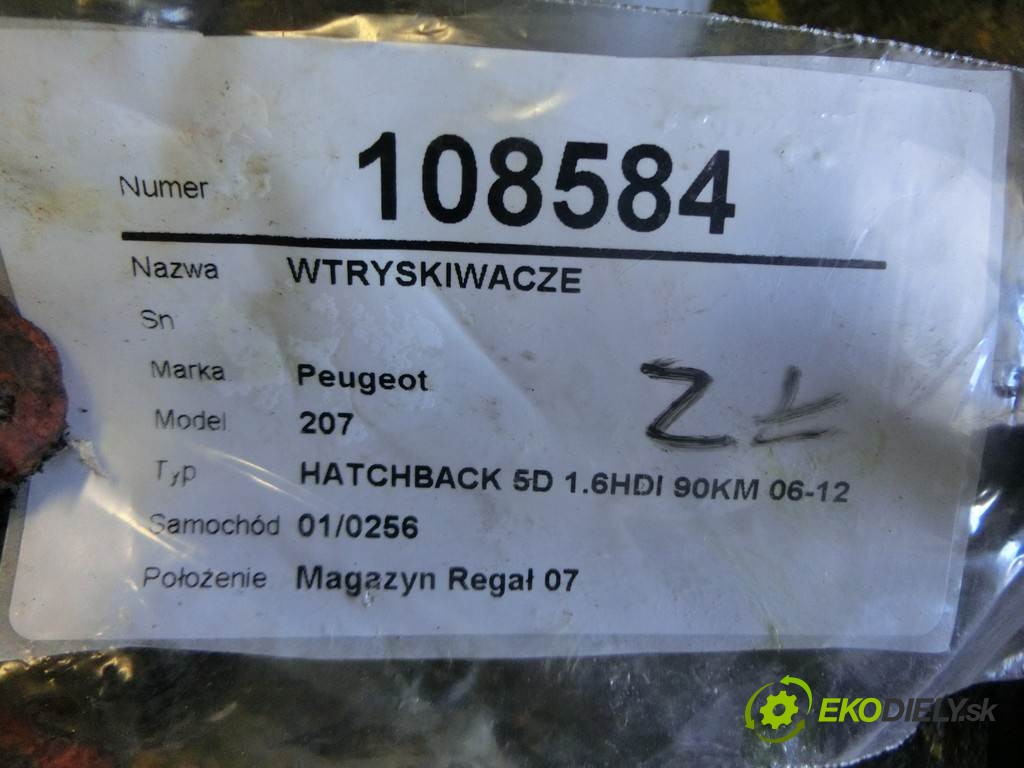 Numer 108584
Nazwa WTRYSKIWACZE
Sn
Marka Peugeot
Model 207
Typ HATCHBACK 5D 1.6HDI 90KM 06-12
Samochód 01/0256
Położenie Magazyn Regał 07
EKODIELY.sk